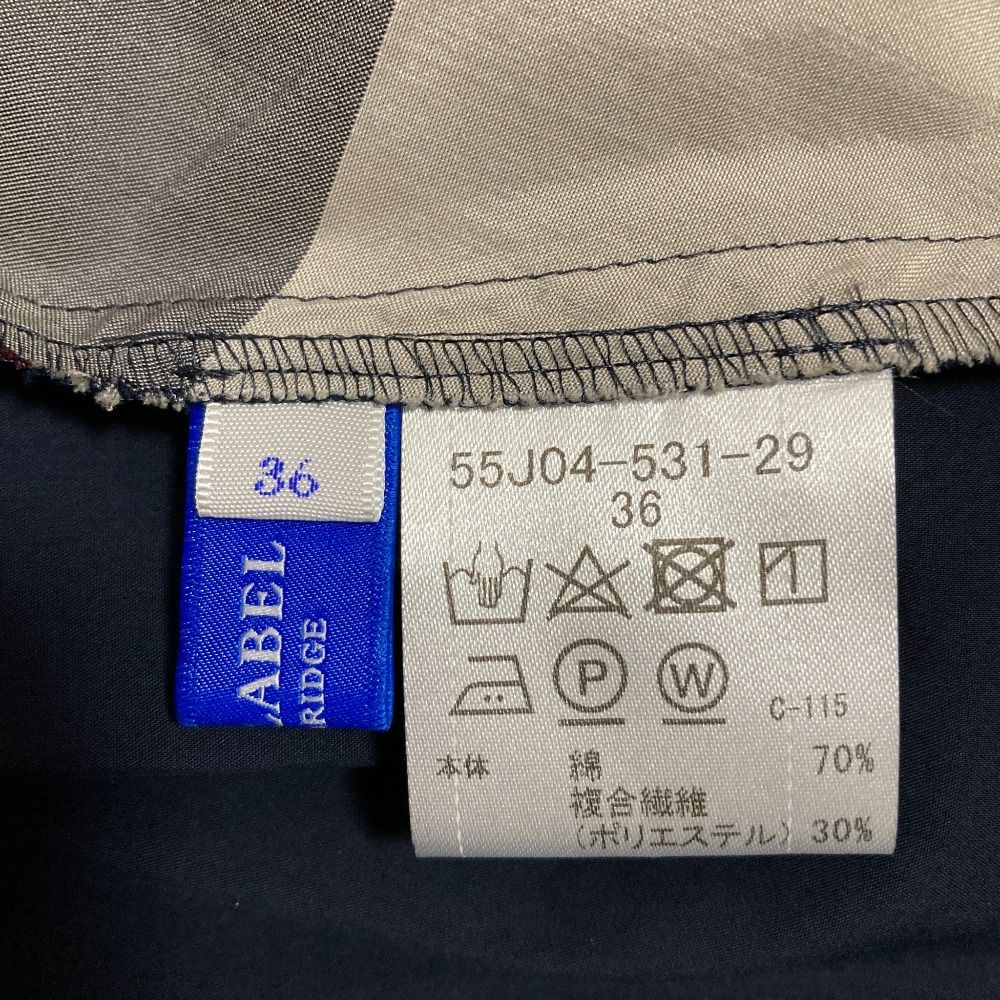 36
LABEL
RIDGE
55J04-531-29
36
P W C-115
本体 綿 70%
複合繊維
(ポリエステル) 30%